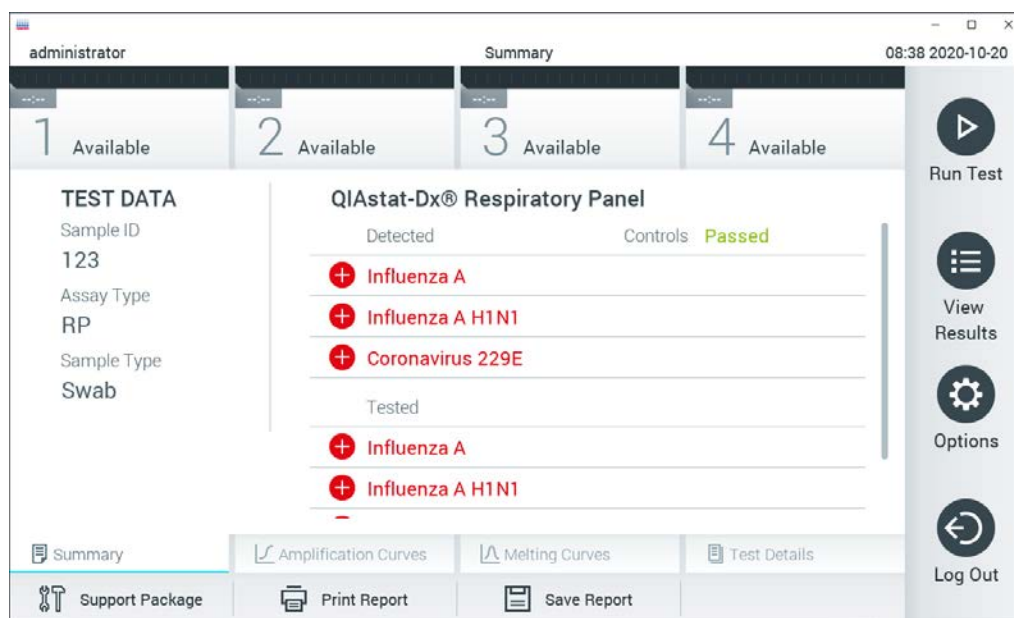 administrator Summary 08:38 2020-10-20
--:-- --:-- --:-- --:--
1 Available 2 Available 3 Available 4 Available
Run Test
TEST DATA QIAstat-Dx® Respiratory Panel
Sample ID Detected Controls Passed
123
Influenza A
Assay Type
RP Influenza A H1N1
View
Results
Sample Type Coronavirus 229E
Swab
Tested
Options
Influenza A
Influenza A H1N1
Summary Amplification Curves Melting Curves Test Details
Log Out
Support Package Print Report Save Report